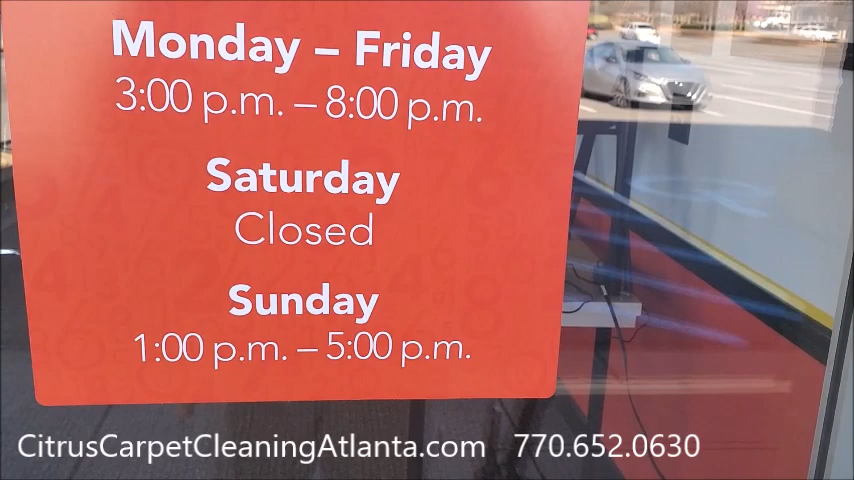 Monday – Friday
3:00 p.m. – 8:00 p.m.
Saturday
Closed
Sunday
1:00 p.m. – 5:00 p.m.
CitrusCarpetCleaningAtlanta.com 770.652.0630